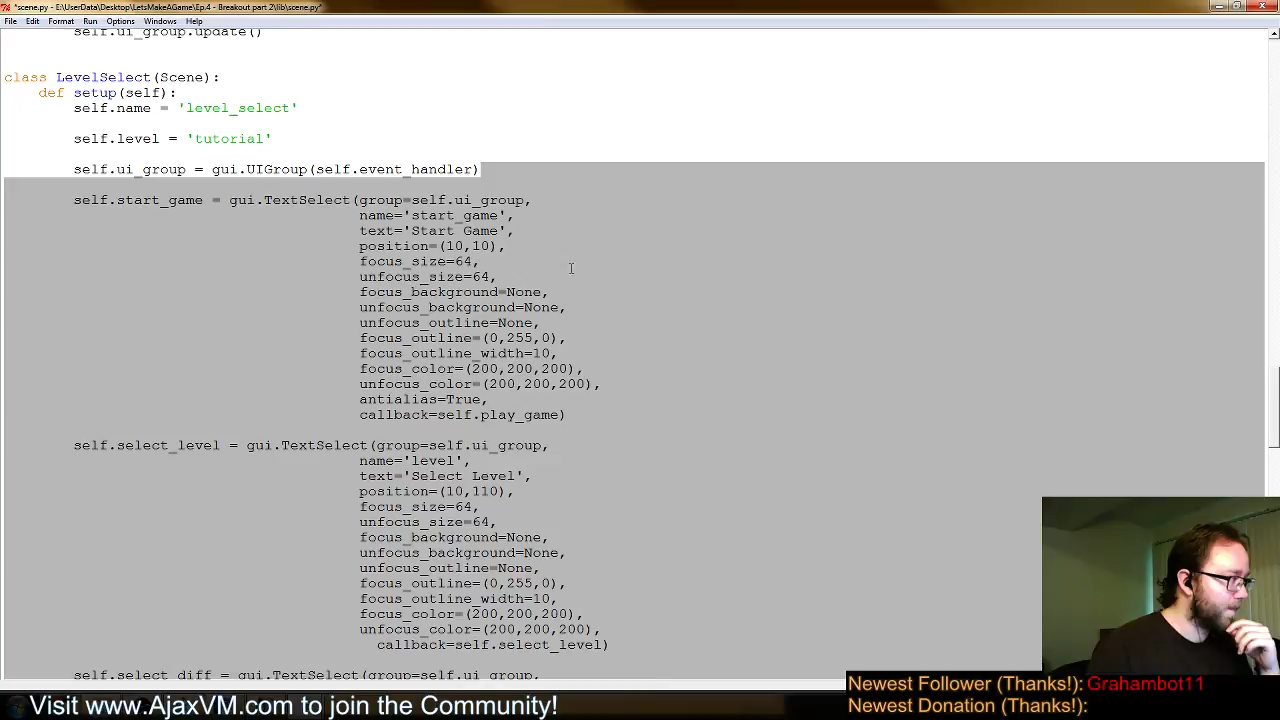 *scene.py - E:\UserData\Desktop\LetsMakeAGame\Ep.4 - Breakout part 2\lib\scene.py*
File Edit Format Run Options Windows Help
self.ui_group.update()
class LevelSelect(Scene):
def setup(self):
self.name = 'level_select'
self.level = 'tutorial'
self.ui_group = gui.UIGroup(self.event_handler)
self.start_game = gui.TextSelect(group=self.ui_group,
name='start_game',
text='Start Game',
position=(10,10),
focus_size=64,
unfocus_size=64,
focus_background=None,
unfocus_background=None,
unfocus_outline=None,
focus_outline=(0,255,0),
focus_outline_width=10,
focus_color=(200,200,200),
unfocus_color=(200,200,200),
antialias=True,
callback=self.play_game)
self.select_level = gui.TextSelect(group=self.ui_group,
name='level',
text='Select Level',
position=(10,110),
focus_size=64,
unfocus_size=64,
focus_background=None,
unfocus_background=None,
unfocus_outline=None,
focus_outline=(0,255,0),
focus_outline_width=10,
focus_color=(200,200,200),
unfocus_color=(200,200,200),
callback=self.select_level)
self.select_diff = gui.TextSelect(group=self.ui_group,
Visit www.AjaxVM.com to join the Community!
Newest Follower (Thanks!): Grahambot11
Newest Donation (Thanks!):